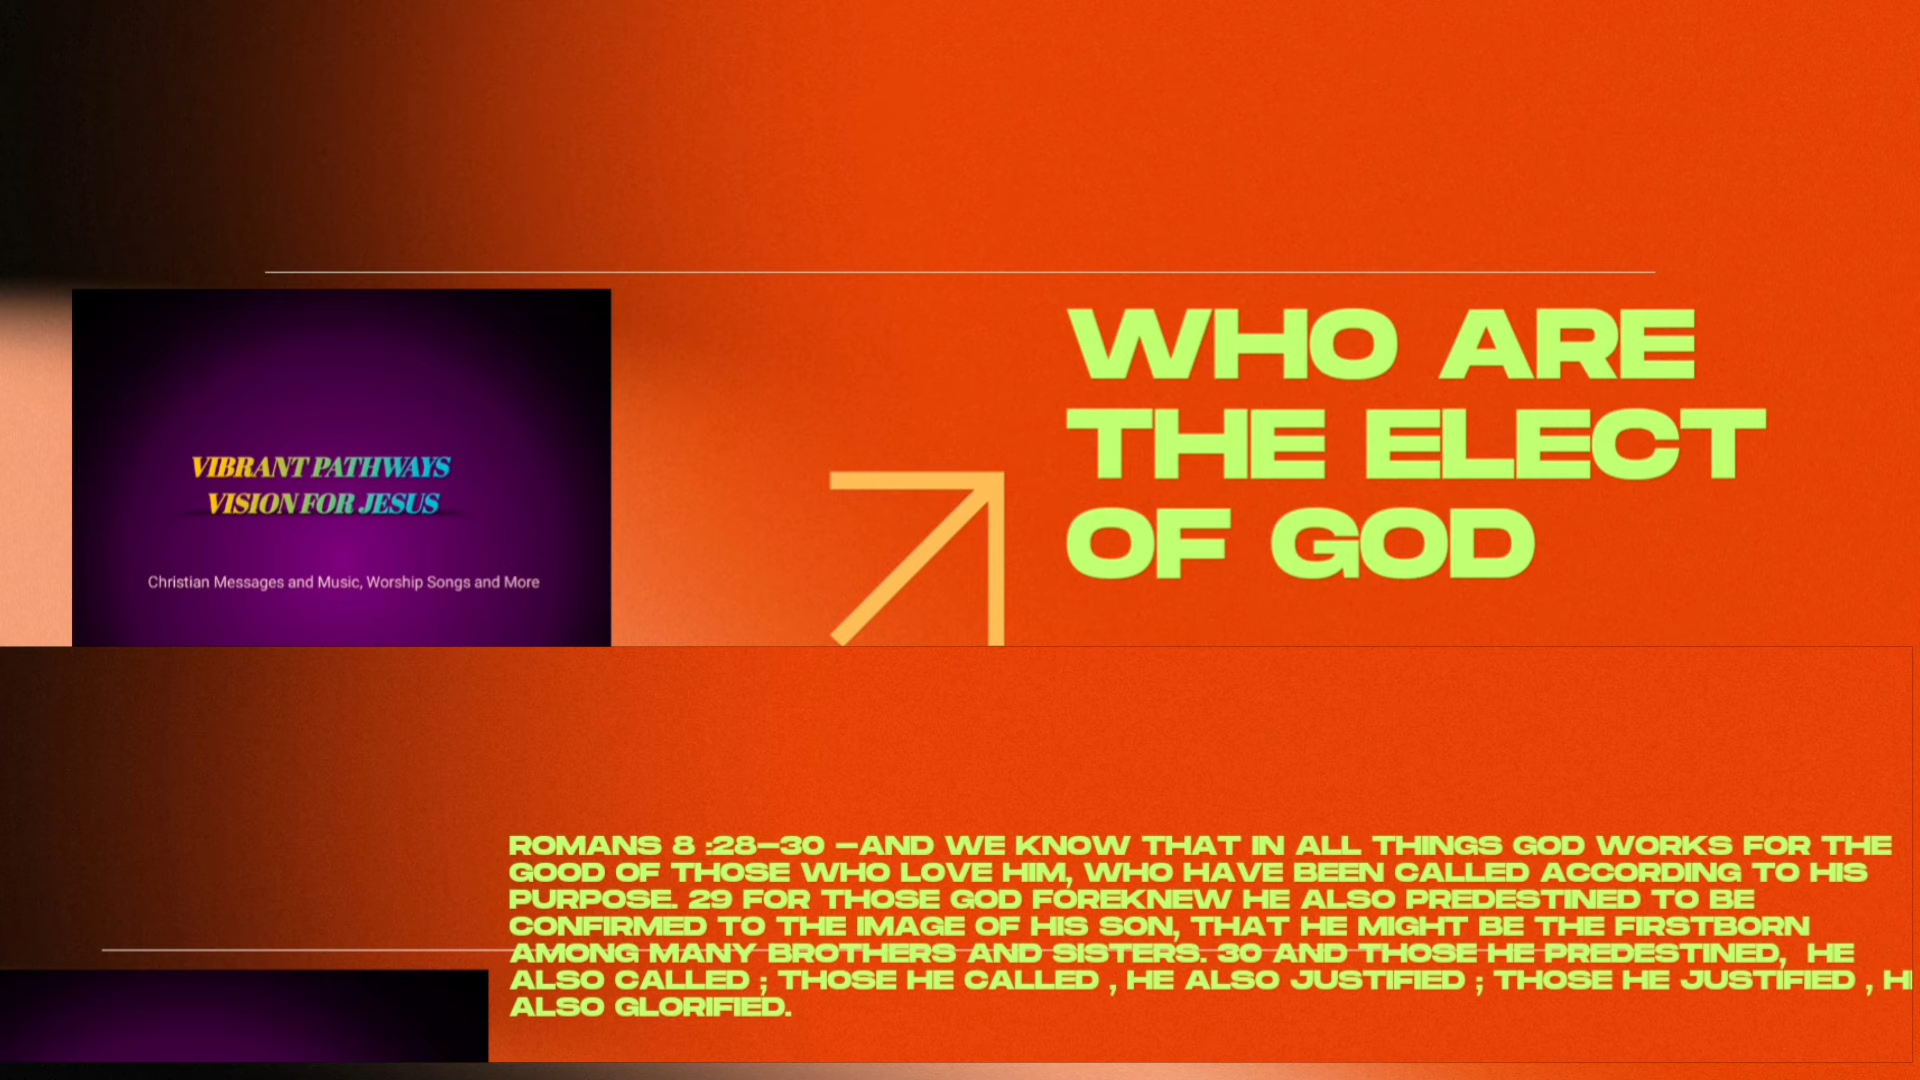 WHO ARE
THE ELECT
OF GOD
VIBRANT PATHWAYS
VISION FOR JESUS
Christian Messages and Music, Worship Songs and More
ROMANS 8 :28-30 -AND WE KNOW THAT IN ALL THINGS GOD WORKS FOR THE
GOOD OF THOSE WHO LOVE HIM, WHO HAVE BEEN CALLED ACCORDING TO HIS
PURPOSE. 29 FOR THOSE GOD FOREKNEW HE ALSO PREDESTINED TO BE
CONFIRMED TO THE IMAGE OF HIS SON, THAT HE MIGHT BE THE FIRSTBORN
AMONG MANY BROTHERS AND SISTERS. 30 AND THOSE HE PREDESTINED, HE
ALSO CALLED ; THOSE HE CALLED , HE ALSO JUSTIFIED ; THOSE HE JUSTIFIED , HE
ALSO GLORIFIED.